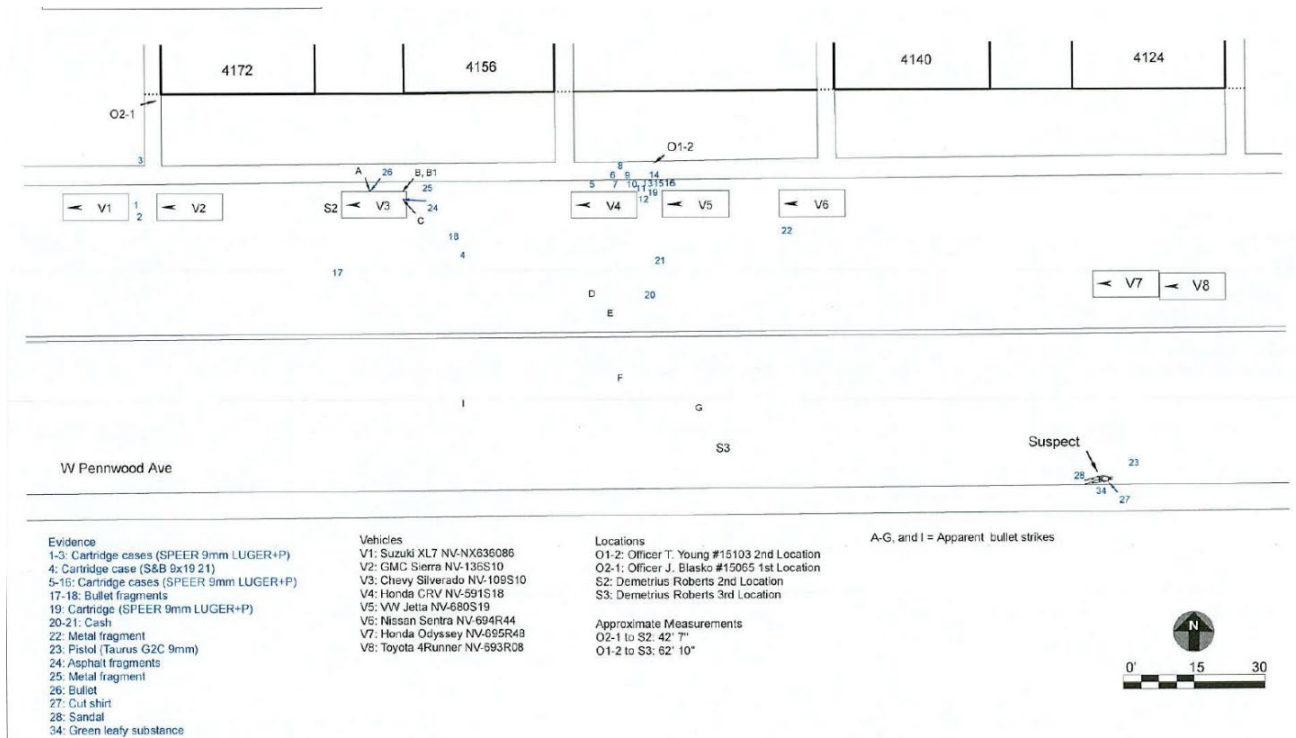 4172
4156
4140
4124
O2-1
O1-2
3
A
26
B, B1
25
8
6
9
14
5
7
10
11
13 15 16
19
12
V1
1
2
V2
S2
V3
24
C
V4
V5
V6
22
18
4
17
21
20
D
E
V7
V8
F
I
G
S3
Suspect
W Pennwood Ave
28
23
34
27
Evidence
1-3: Cartridge cases (SPEER 9mm LUGER+P)
4: Cartridge case (S&B 9x19 21)
5-16: Cartridge cases (SPEER 9mm LUGER+P)
17-18: Bullet fragments
19: Cartridge (SPEER 9mm LUGER+P)
20-21: Cash
22: Metal fragment
23: Pistol (Taurus G2C 9mm)
24: Asphalt fragments
25: Metal fragment
26: Bullet
27: Cut shirt
28: Sandal
34: Green leafy substance
Vehicles
V1: Suzuki XL7 NV-NX636086
V2: GMC Sierra NV-136S10
V3: Chevy Silverado NV-109S10
V4: Honda CRV NV-591S18
V5: VW Jetta NV-680S19
V6: Nissan Sentra NV-694R44
V7: Honda Odyssey NV-695R48
V8: Toyota 4Runner NV-693R08
Locations
O1-2: Officer T. Young #15103 2nd Location
O2-1: Officer J. Blasko #15065 1st Location
S2: Demetrius Roberts 2nd Location
S3: Demetrius Roberts 3rd Location
Approximate Measurements
O2-1 to S2: 42' 7"
O1-2 to S3: 62' 10"
A-G, and I = Apparent bullet strikes
N
0' 15 30